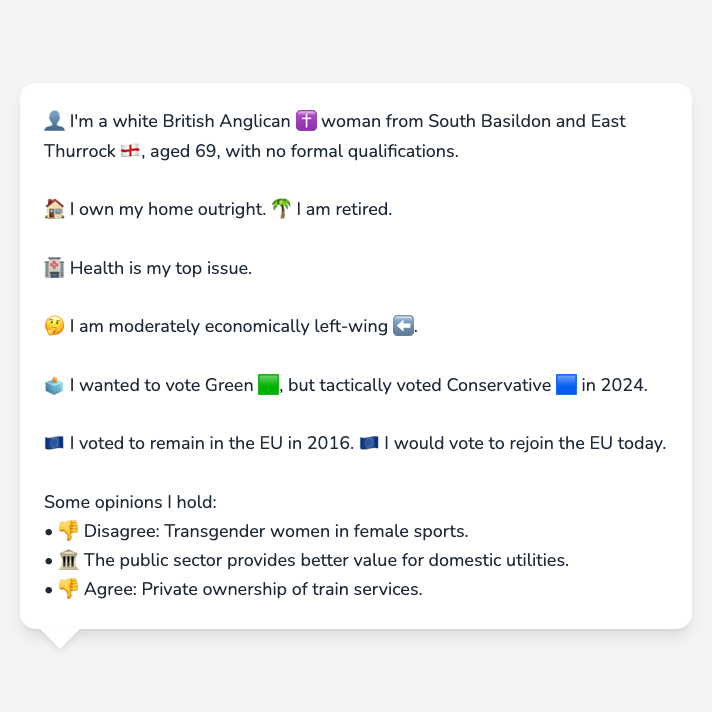 👤 I'm a white British Anglican ✝️ woman from South Basildon and East
Thurrock 🏴󠁧󠁢󠁥󠁮󠁧󠁿, aged 69, with no formal qualifications.
🏠 I own my home outright. 🌴 I am retired.
🏥 Health is my top issue.
🤔 I am moderately economically left-wing ⬅️.
🗳️ I wanted to vote Green 🟩, but tactically voted Conservative 🟦 in 2024.
🇪🇺 I voted to remain in the EU in 2016. 🇪🇺 I would vote to rejoin the EU today.
Some opinions I hold:
• 👎 Disagree: Transgender women in female sports.
• 🏛️ The public sector provides better value for domestic utilities.
• 👎 Agree: Private ownership of train services.